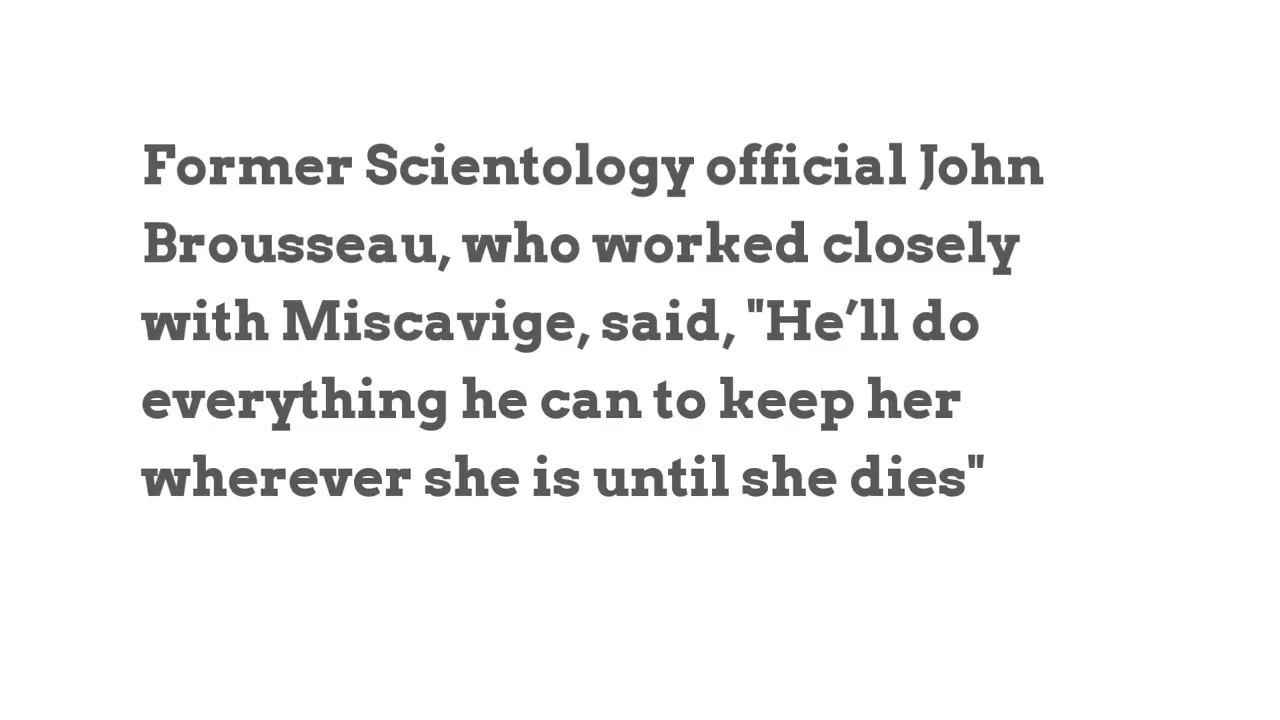 Former Scientology official John
Brousseau, who worked closely
with Miscavige, said, "He’ll do
everything he can to keep her
wherever she is until she dies"